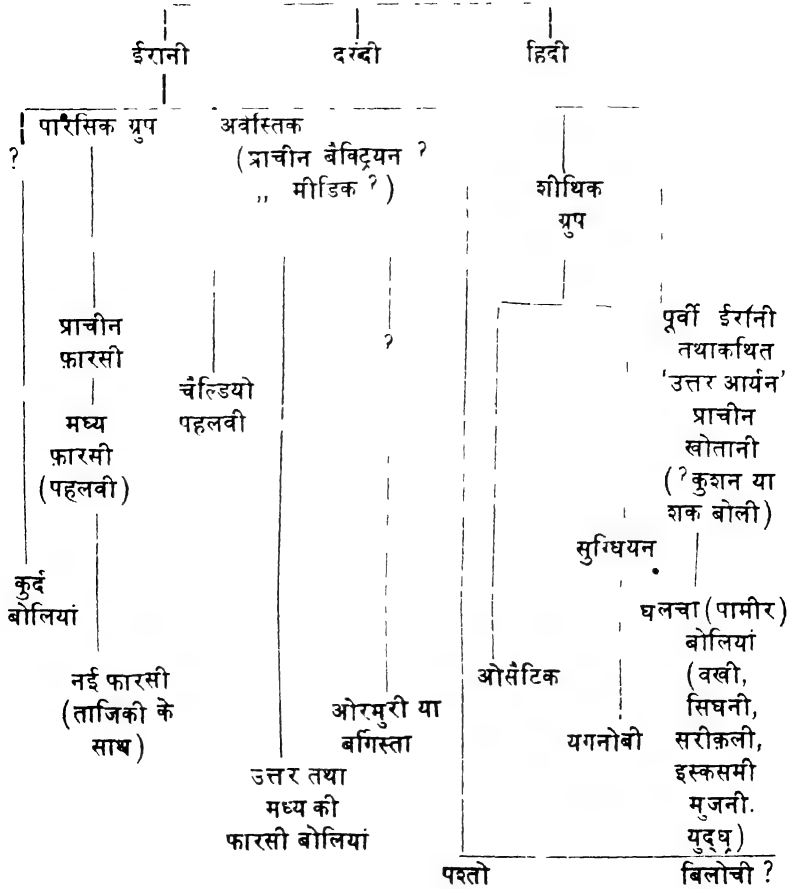 ईरानी दरंदी हिदी
पारसिक ग्रुप अवेस्तिक
? (प्राचीन बैक्ट्रियन ?
,, मीडिक ?)
शीथिक
ग्रुप
प्राचीन
फ़ारसी
?
पूर्वी ईरानी
तथाकथित
'उत्तर आर्यन'
प्राचीन
खोतानी
(?कुशन या
शक बोली)
चैल्डियो
पहलवी
मध्य
फ़ारसी
(पहलवी)
सुग्धियन
कुर्द
बोलियां
घलचा (पामीर)
बोलियां
(वखी,
सिघनी,
सरीक़ली,
इस्कसमी
मुजनी.
युद्घ)
नई फारसी
(ताजिकी के
साथ)
ओरमुरी या
बर्गिस्ता
ओसैटिक
यगनोबी
उत्तर तथा
मध्य की
फारसी बोलियां
पश्तो बिलोची ?